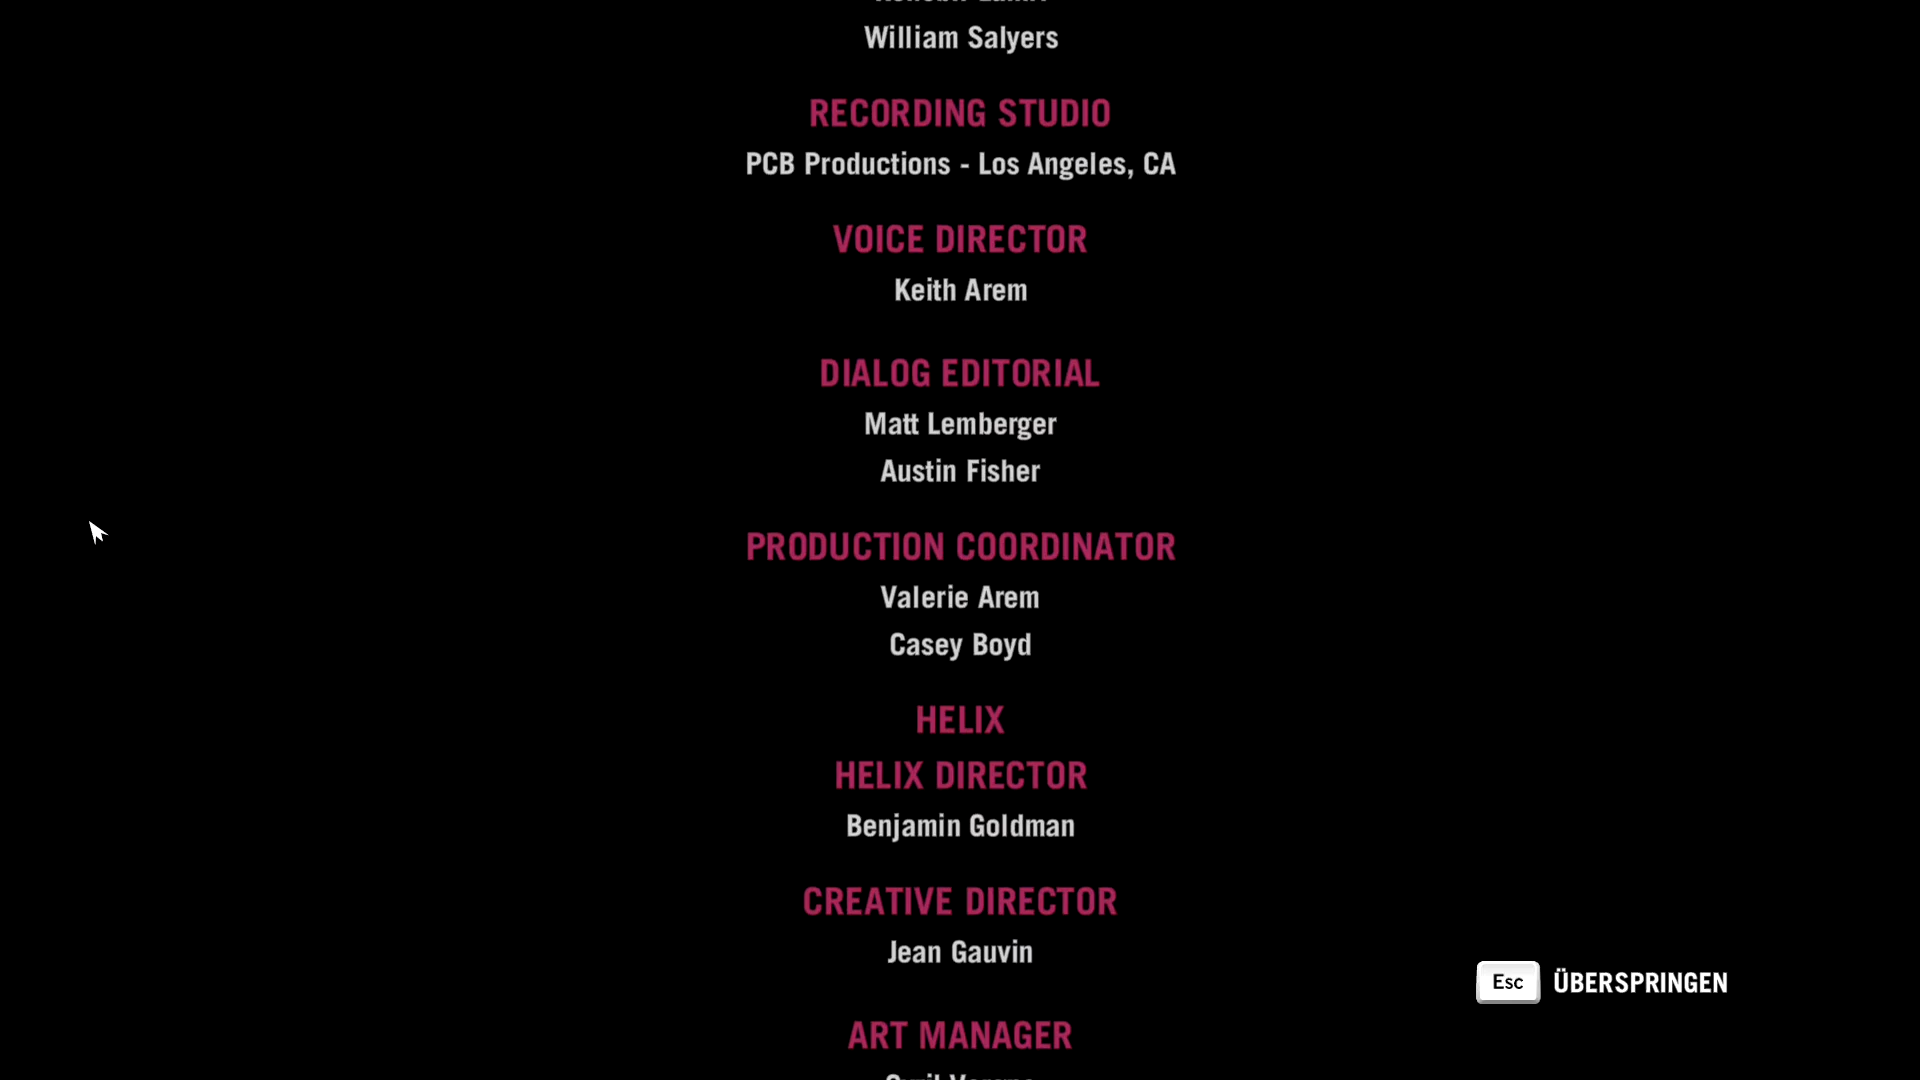 William Salyers
RECORDING STUDIO
PCB Productions - Los Angeles, CA
VOICE DIRECTOR
Keith Arem
DIALOG EDITORIAL
Matt Lemberger
Austin Fisher
PRODUCTION COORDINATOR
Valerie Arem
Casey Boyd
HELIX
HELIX DIRECTOR
Benjamin Goldman
CREATIVE DIRECTOR
Jean Gauvin
Esc ÜBERSPRINGEN
ART MANAGER